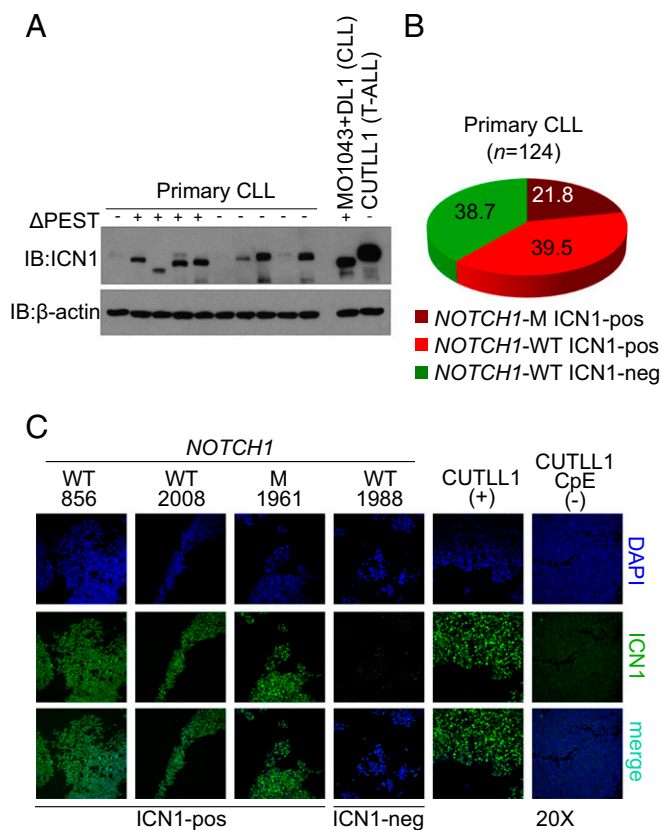 A
Primary CLL
MO1043+DL1 (CLL)
CUTLL1 (T-ALL)
ΔPEST - + + + + - - - - - + -
IB:ICN1
IB:β-actin
B
Primary CLL
(n=124)
38.7
21.8
39.5
NOTCH1-M ICN1-pos
NOTCH1-WT ICN1-pos
NOTCH1-WT ICN1-neg
C
NOTCH1
WT
856
WT
2008
M
1961
WT
1988
CUTLL1
(+)
CUTLL1
CpE
(-)
DAPI
ICN1
merge
ICN1-pos
ICN1-neg
20X